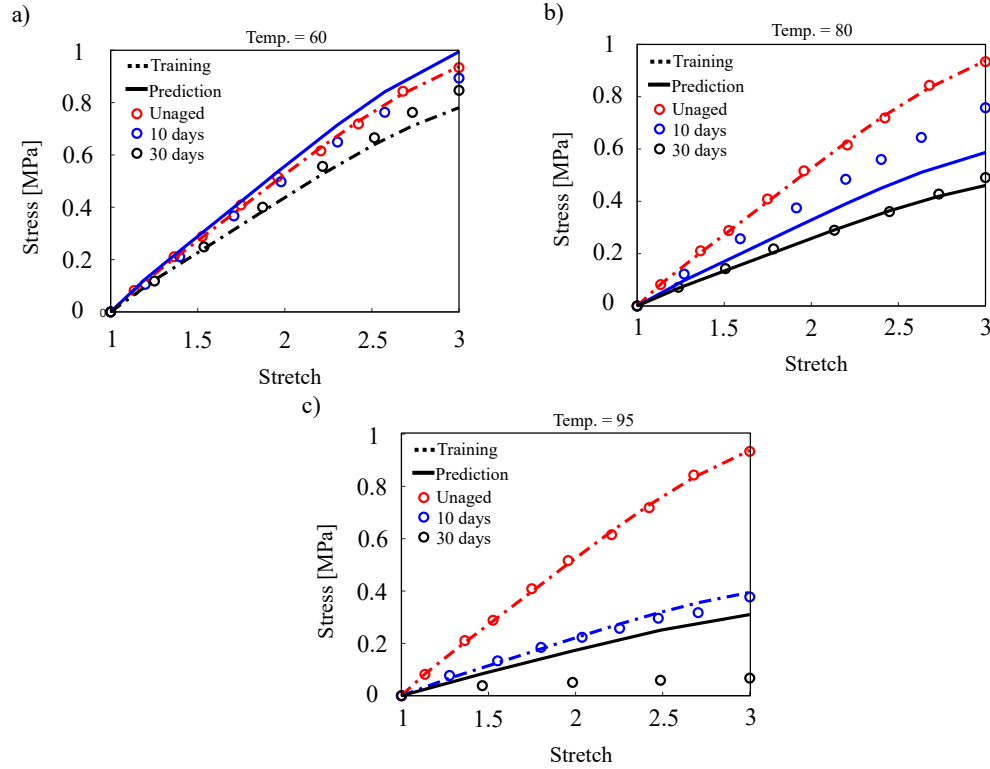 a)
Temp. = 60
1
0.8
0.6
0.4
0.2
0
0
1
1.5
2
2.5
3
Stress [MPa]
Stretch
Training
Prediction
Unaged
10 days
30 days
b)
Temp. = 80
1
0.8
0.6
0.4
0.2
0
1
1.5
2
2.5
3
Stress [MPa]
Stretch
Training
Prediction
Unaged
10 days
30 days
c)
Temp. = 95
1
0.8
0.6
0.4
0.2
0
1
1.5
2
2.5
3
Stress [MPa]
Stretch
Training
Prediction
Unaged
10 days
30 days